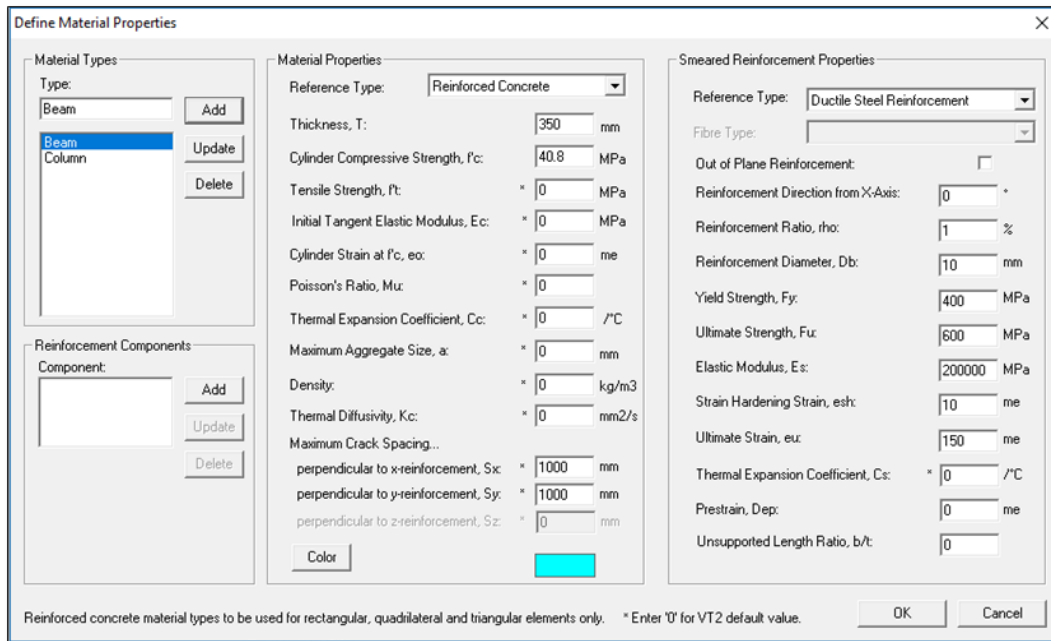 Define Material Properties
Material Types
Type:
Beam
Add
Beam
Column
Update
Delete
Reinforcement Components
Component:
Add
Update
Delete
Material Properties
Reference Type: Reinforced Concrete
Thickness, T: 350 mm
Cylinder Compressive Strength, f'c: 40.8 MPa
Tensile Strength, f't: * 0 MPa
Initial Tangent Elastic Modulus, Ec: * 0 MPa
Cylinder Strain at f'c, eo: * 0 me
Poisson's Ratio, Mu: * 0
Thermal Expansion Coefficient, Cc: * 0 /°C
Maximum Aggregate Size, a: * 0 mm
Density: * 0 kg/m3
Thermal Diffusivity, Kc: * 0 mm2/s
Maximum Crack Spacing...
perpendicular to x-reinforcement, Sx: * 1000 mm
perpendicular to y-reinforcement, Sy: * 1000 mm
perpendicular to z-reinforcement, Sz: * 0 mm
Color
Smeared Reinforcement Properties
Reference Type: Ductile Steel Reinforcement
Fibre Type:
Out of Plane Reinforcement:
Reinforcement Direction from X-Axis: 0 °
Reinforcement Ratio, rho: 1 %
Reinforcement Diameter, Db: 10 mm
Yield Strength, Fy: 400 MPa
Ultimate Strength, Fu: 600 MPa
Elastic Modulus, Es: 200000 MPa
Strain Hardening Strain, esh: 10 me
Ultimate Strain, eu: 150 me
Thermal Expansion Coefficient, Cs: * 0 /°C
Prestrain, Dep: 0 me
Unsupported Length Ratio, b/t: 0
Reinforced concrete material types to be used for rectangular, quadrilateral and triangular elements only. * Enter '0' for VT2 default value.
OK
Cancel